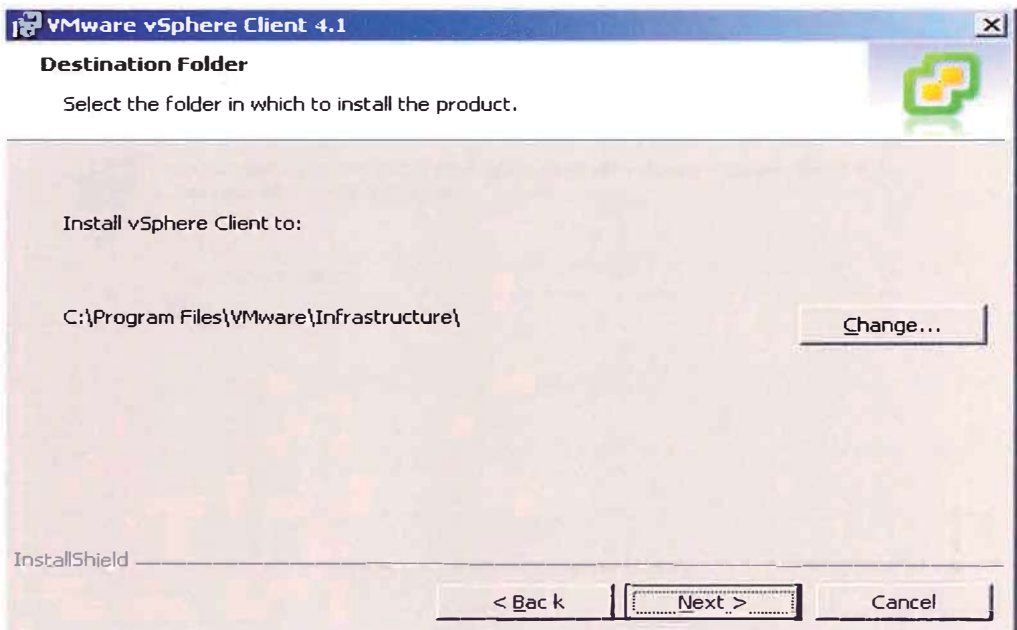 VMware vSphere Client 4.1
Destination Folder
Select the folder in which to install the product.
Install vSphere Client to:
C:\Program Files\VMware\Infrastructure\
Change...
InstallShield
< Back
Next >
Cancel